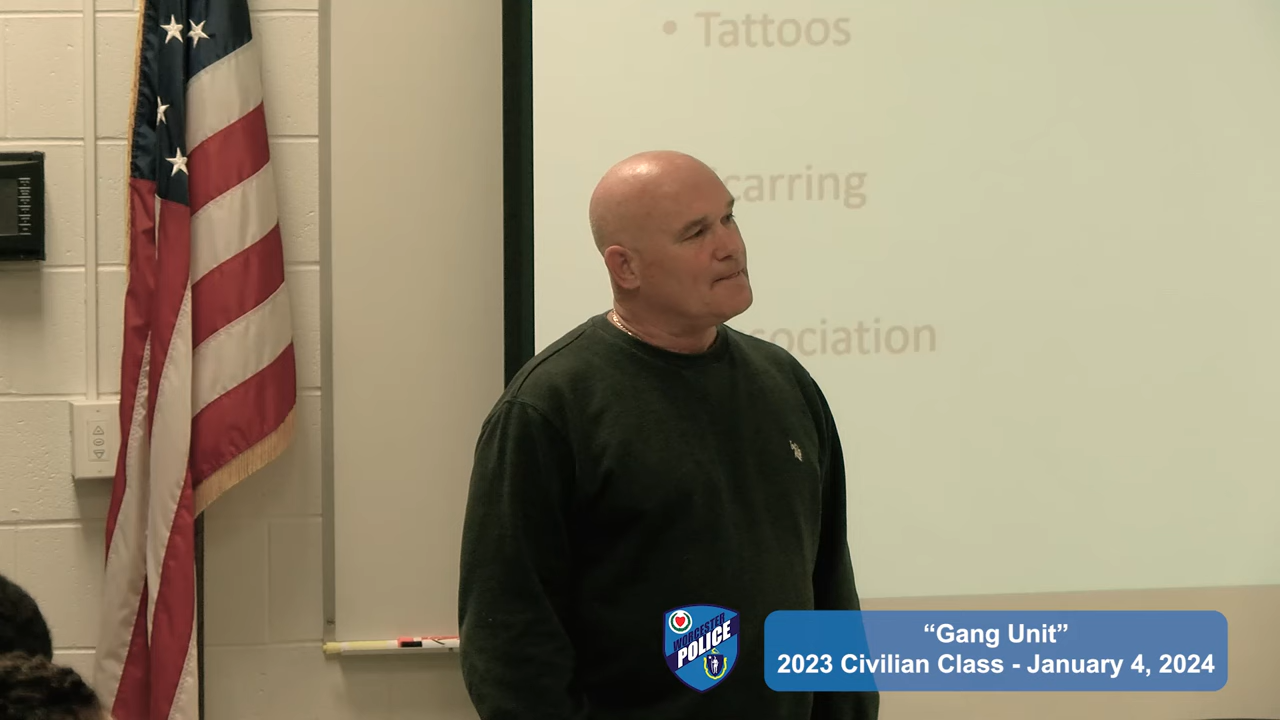 • Tattoos
carring
sociation
WORCESTER
POLICE
“Gang Unit”
2023 Civilian Class - January 4, 2024